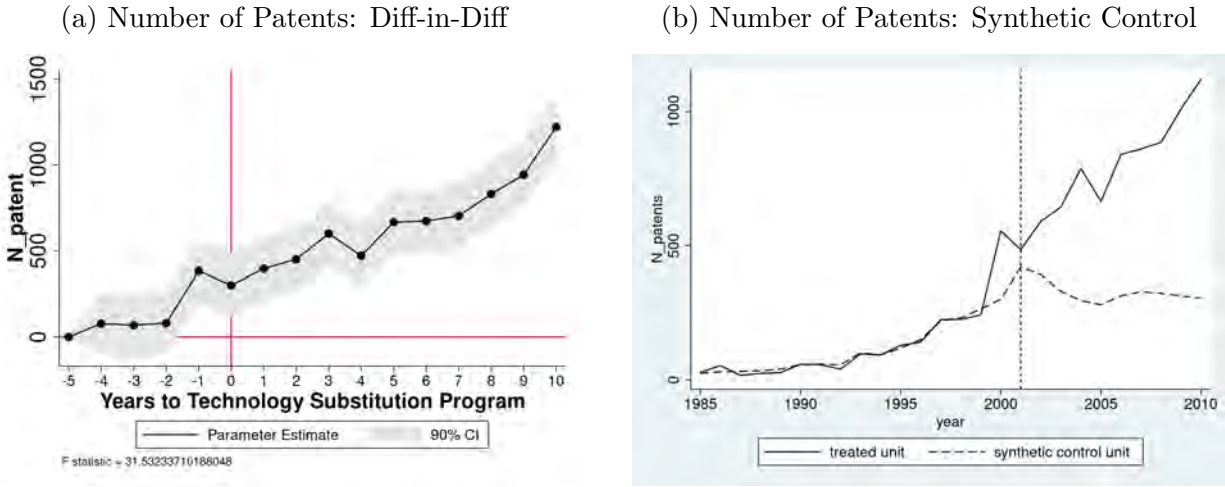 (a) Number of Patents: Diff-in-Diff
N_patent
1500
1000
500
0
-5 -4 -3 -2 -1 0 1 2 3 4 5 6 7 8 9 10
Years to Technology Substitution Program
Parameter Estimate 90% CI
F statistic = 31.53233710188048
(b) Number of Patents: Synthetic Control
N_patents
1000
500
0
1985 1990 1995 2000 2005 2010
year
treated unit synthetic control unit